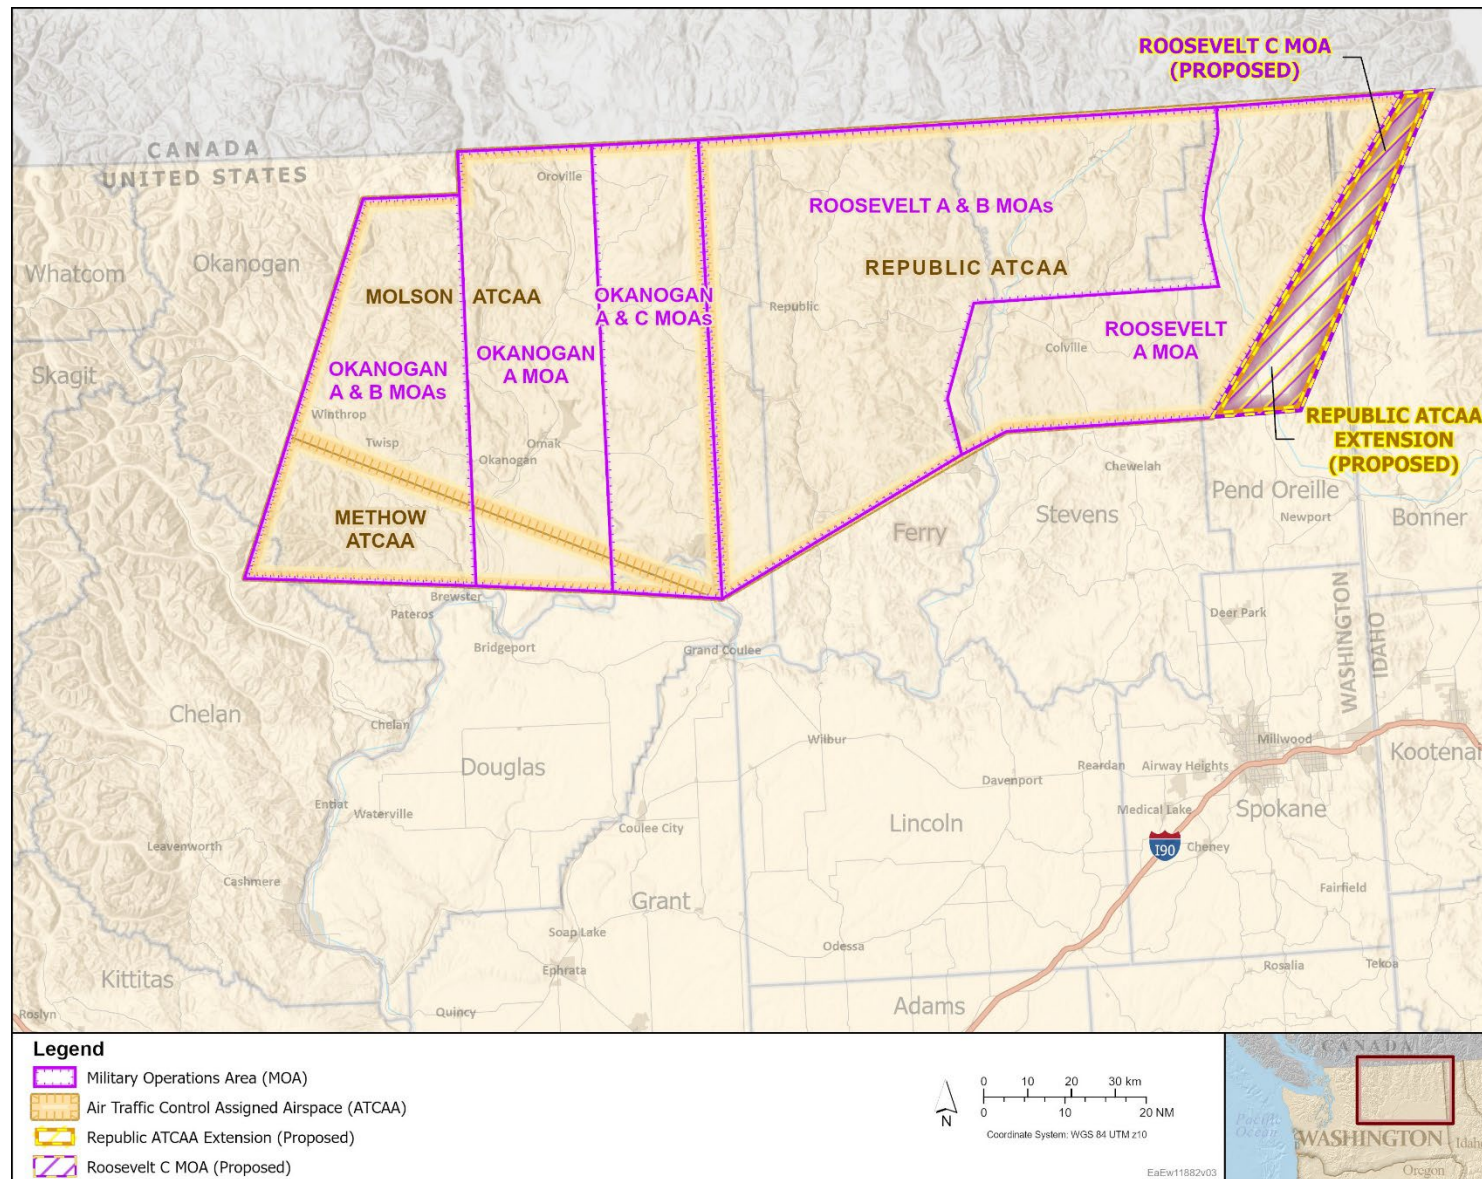 ROOSEVELT C MOA
(PROPOSED)
CANADA
UNITED STATES
Oroville
ROOSEVELT A & B MOAs
Whatcom
Okanogan
REPUBLIC ATCAA
MOLSON ATCAA
OKANOGAN
A & C MOAs
Republic
ROOSEVELT
A MOA
Colville
OKANOGAN
A MOA
OKANOGAN
A & B MOAs
Skagit
Winthrop
Twisp
Omak
Okanogan
REPUBLIC ATCAA
EXTENSION
(PROPOSED)
Chewelah
Pend Oreille
Newport
Bonner
METHOW
ATCAA
Ferry
Stevens
Brewster
Pateros
Bridgeport
Grand Coulee
Deer Park
WASHINGTON
IDAHO
Chelan
Chelan
Wilbur
Millwood
Kootenai
Douglas
Davenport
Reardan
Airway Heights
Entiat
Waterville
Medical Lake
Spokane
Coulee City
Lincoln
I90
Cheney
Leavenworth
Cashmere
Grant
Fairfield
Soap Lake
Odessa
Kittitas
Ephrata
Rosalia
Tekoa
Adams
Roslyn
Quincy
Legend
Military Operations Area (MOA)
Air Traffic Control Assigned Airspace (ATCAA)
Republic ATCAA Extension (Proposed)
Roosevelt C MOA (Proposed)
N
0 10 20 30 km
0 10 20 NM
Coordinate System: WGS 84 UTM z10
EaEw11882v03
CANADA
Pacific
Ocean
WASHINGTON
Idaho
Oregon